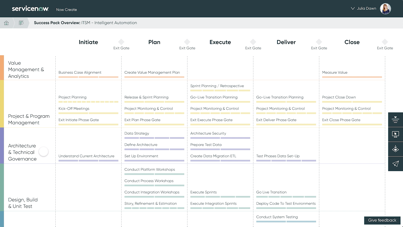 servicenow
Now Create
Julia Dawn
Success Pack Overview: ITSM - Intelligent Automation
Initiate
Plan
Execute
Deliver
Close
Exit Gate
Exit Gate
Exit Gate
Exit Gate
Exit Gate
Value Management & Analytics
Business Case Alignment
Create Value Management Plan
Measure Value
Project & Program Management
Sprint Planning / Retrospective
Project Planning
Release & Sprint Planning
Go-Live Transition Planning
Go-Live Transition Planning
Project Close Down
Kick-Off Meetings
Project Monitoring & Control
Project Monitoring & Control
Project Monitoring & Control
Project Monitoring & Control
Exit Initiate Phase Gate
Exit Plan Phase Gate
Exit Execute Phase Gate
Exit Deliver Phase Gate
Exit Close Phase Gate
Architecture & Technical Governance
Data Strategy
Architecture Security
Define Architecture
Prepare Test Data
Understand Current Architecture
Set Up Environment
Create Data Migration ETL
Test Phases Data Set Up
Design, Build & Unit Test
Conduct Platform Workshops
Conduct Process Workshops
Conduct Integration Workshops
Execute Sprints
Go-Live Transition
Story, Refinement & Estimation
Execute Integration Sprints
Deploy Code To Test Environments
Conduct System Testing
Give feedback